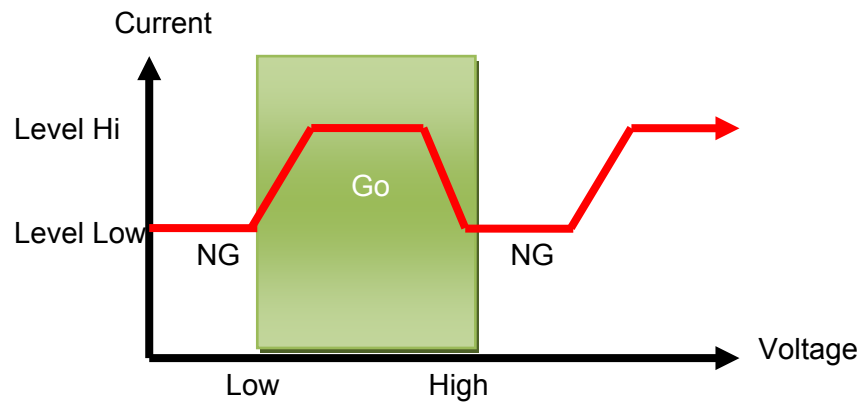 Current
Level Hi
Go
Level Low
NG
NG
Voltage
Low
High